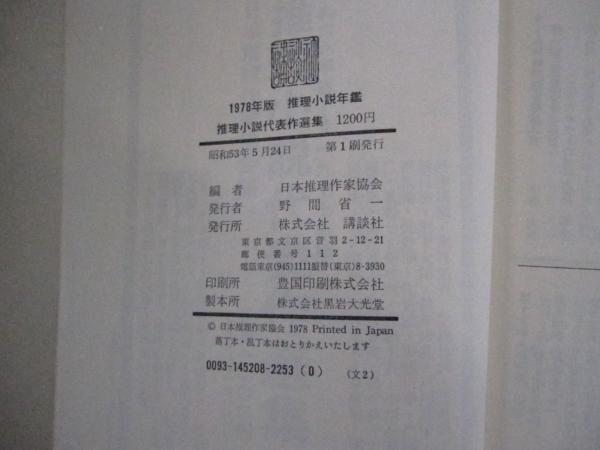 1978年版 推理小説年鑑
推理小説代表作選集 1200円
昭和53年5月24日 第1刷発行
編者 日本推理作家協会
発行者 野間省一
発行所 株式会社 講談社
東京都文京区音羽2-12-21
郵便番号112
電話東京(945)1111振替(東京)8-3930
印刷所 豊国印刷株式会社
製本所 株式会社黒岩大光堂
© 日本推理作家協会 1978 Printed in Japan
落丁本・乱丁本はおとりかえいたします
0093-145208-2253(0) (文2)